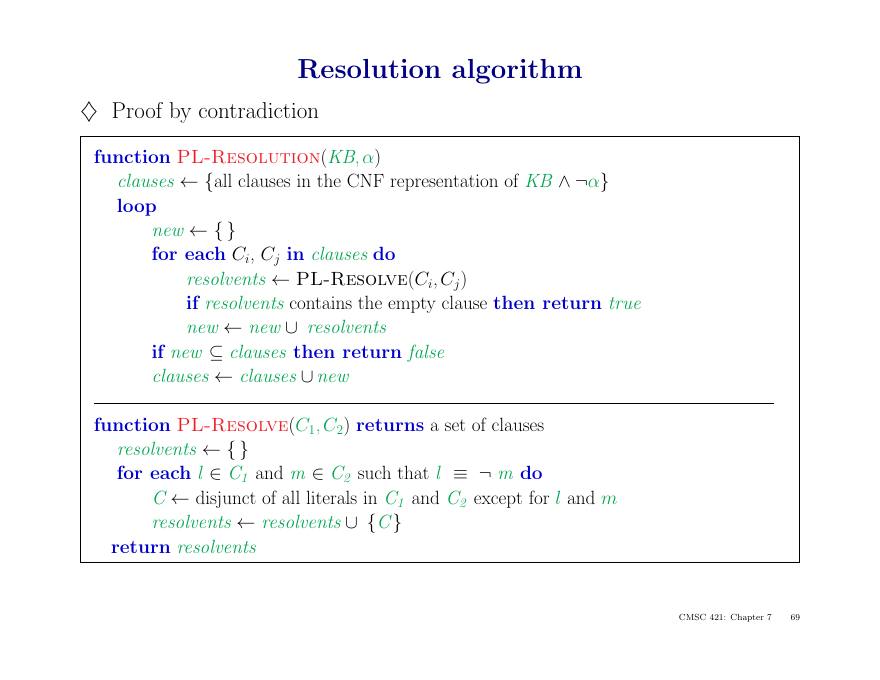 Resolution algorithm
♢ Proof by contradiction
function PL-RESOLUTION(KB, α)
clauses ← {all clauses in the CNF representation of KB ∧ ¬α}
loop
new ← { }
for each Ci, Cj in clauses do
resolvents ← PL-RESOLVE(Ci, Cj)
if resolvents contains the empty clause then return true
new ← new ∪ resolvents
if new ⊆ clauses then return false
clauses ← clauses ∪ new
function PL-RESOLVE(C1, C2) returns a set of clauses
resolvents ← { }
for each l ∈ C1 and m ∈ C2 such that l ≡ ¬ m do
C ← disjunct of all literals in C1 and C2 except for l and m
resolvents ← resolvents ∪ {C}
return resolvents
CMSC 421: Chapter 7 69